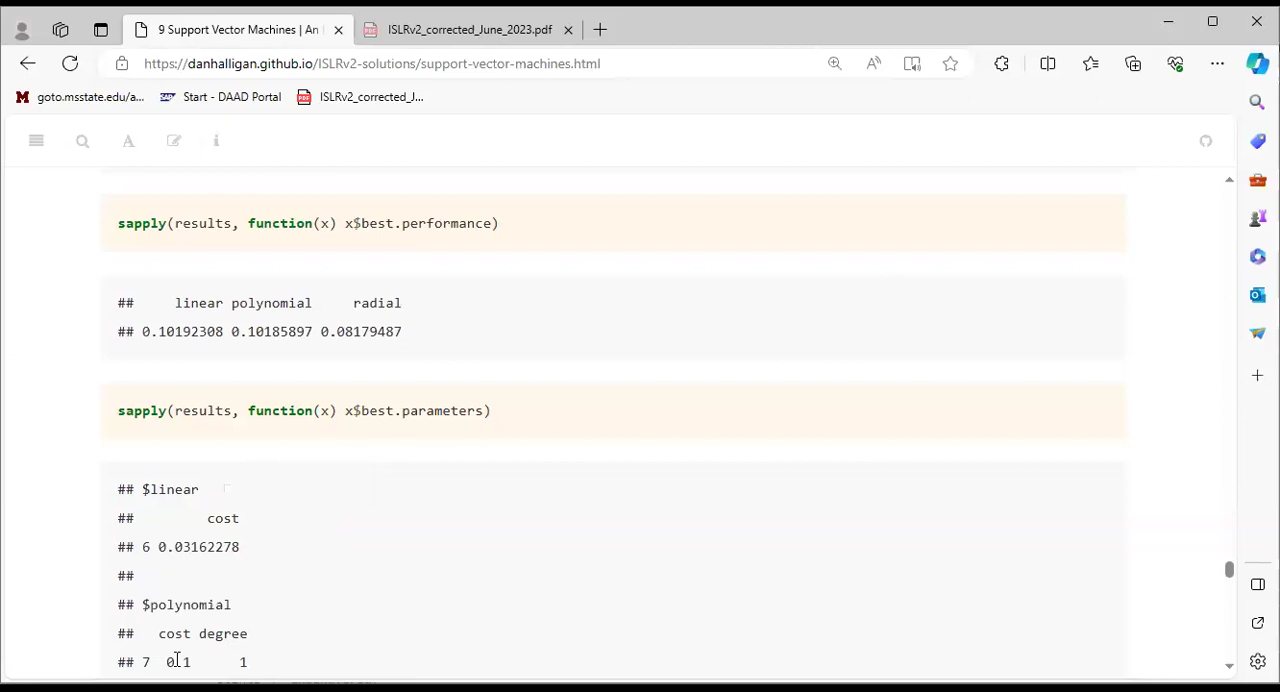 9 Support Vector Machines | An I
ISLRv2_corrected_June_2023.pdf
https://danhalligan.github.io/ISLRv2-solutions/support-vector-machines.html
goto.msstate.edu/a...
Start - DAAD Portal
ISLRv2_corrected_J...
sapply(results, function(x) x$best.performance)
##     linear polynomial     radial
## 0.10192308 0.10185897 0.08179487
sapply(results, function(x) x$best.parameters)
## $linear
##         cost
## 6 0.03162278
##
## $polynomial
##   cost degree
## 7  0.1      1